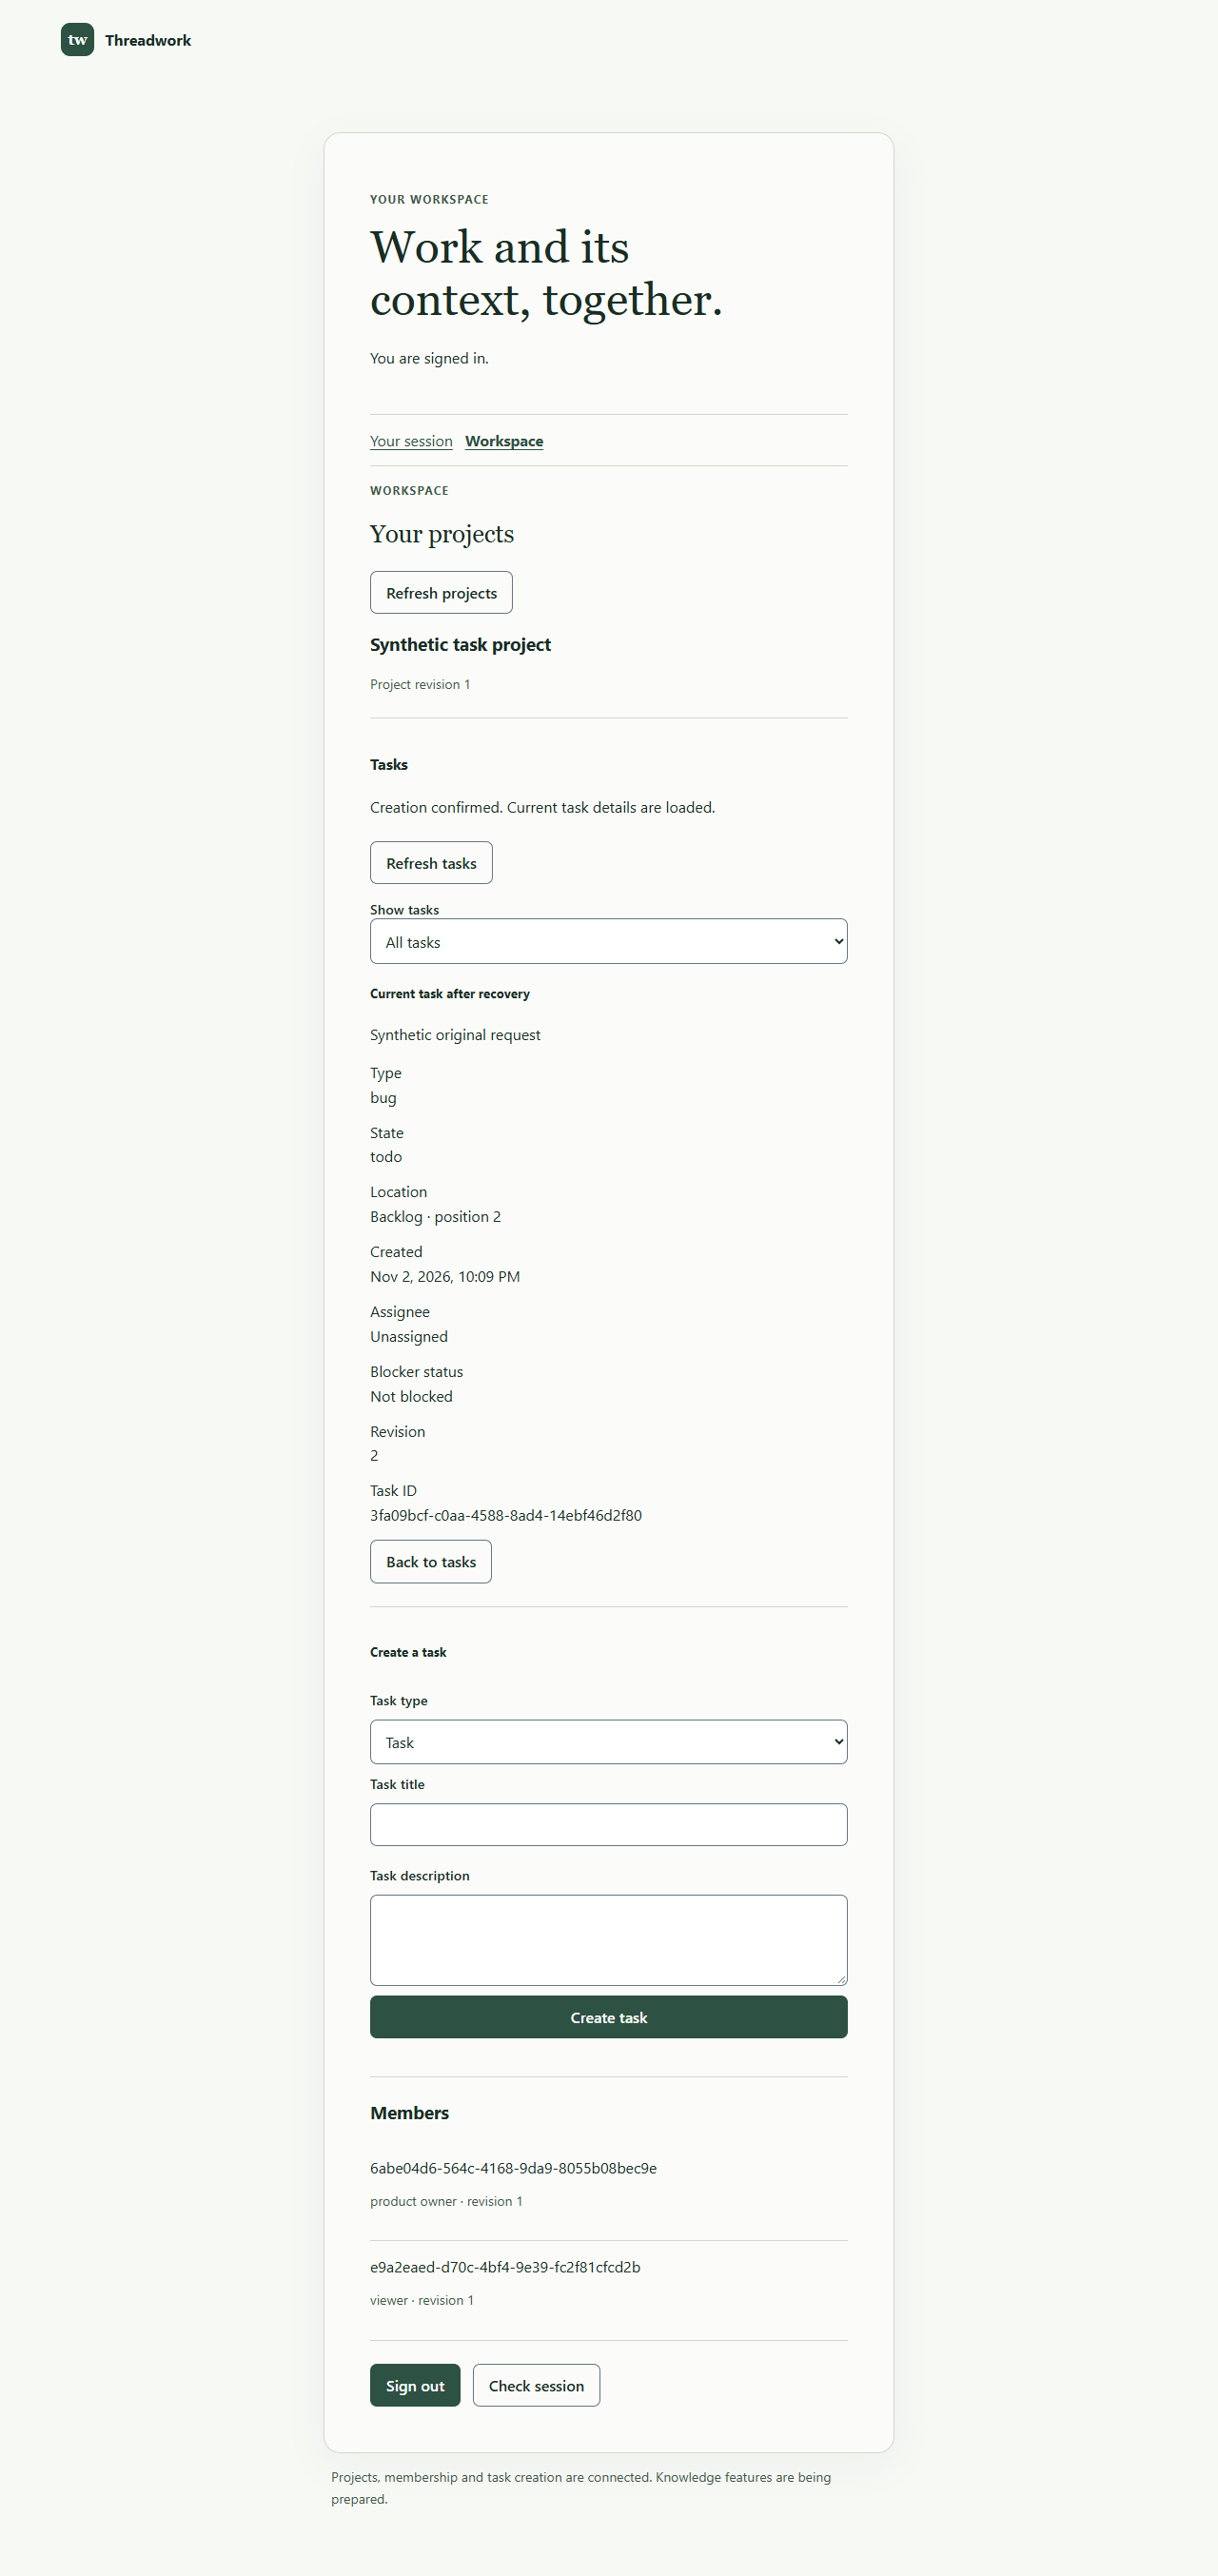 tw Threadwork
YOUR WORKSPACE
Work and its
context, together.
You are signed in.
Your session Workspace
WORKSPACE
Your projects
Refresh projects
Synthetic task project
Project revision 1
Tasks
Creation confirmed. Current task details are loaded.
Refresh tasks
Show tasks
All tasks
Current task after recovery
Synthetic original request
Type
bug
State
todo
Location
Backlog · position 2
Created
Nov 2, 2026, 10:09 PM
Assignee
Unassigned
Blocker status
Not blocked
Revision
2
Task ID
3fa09bcf-c0aa-4588-8ad4-14ebf46d2f80
Back to tasks
Create a task
Task type
Task
Task title
Task description
Create task
Members
6abe04d6-564c-4168-9da9-8055b08bec9e
product owner · revision 1
e9a2eaed-d70c-4bf4-9e39-fc2f81cfcd2b
viewer · revision 1
Sign out Check session
Projects, membership and task creation are connected. Knowledge features are being
prepared.